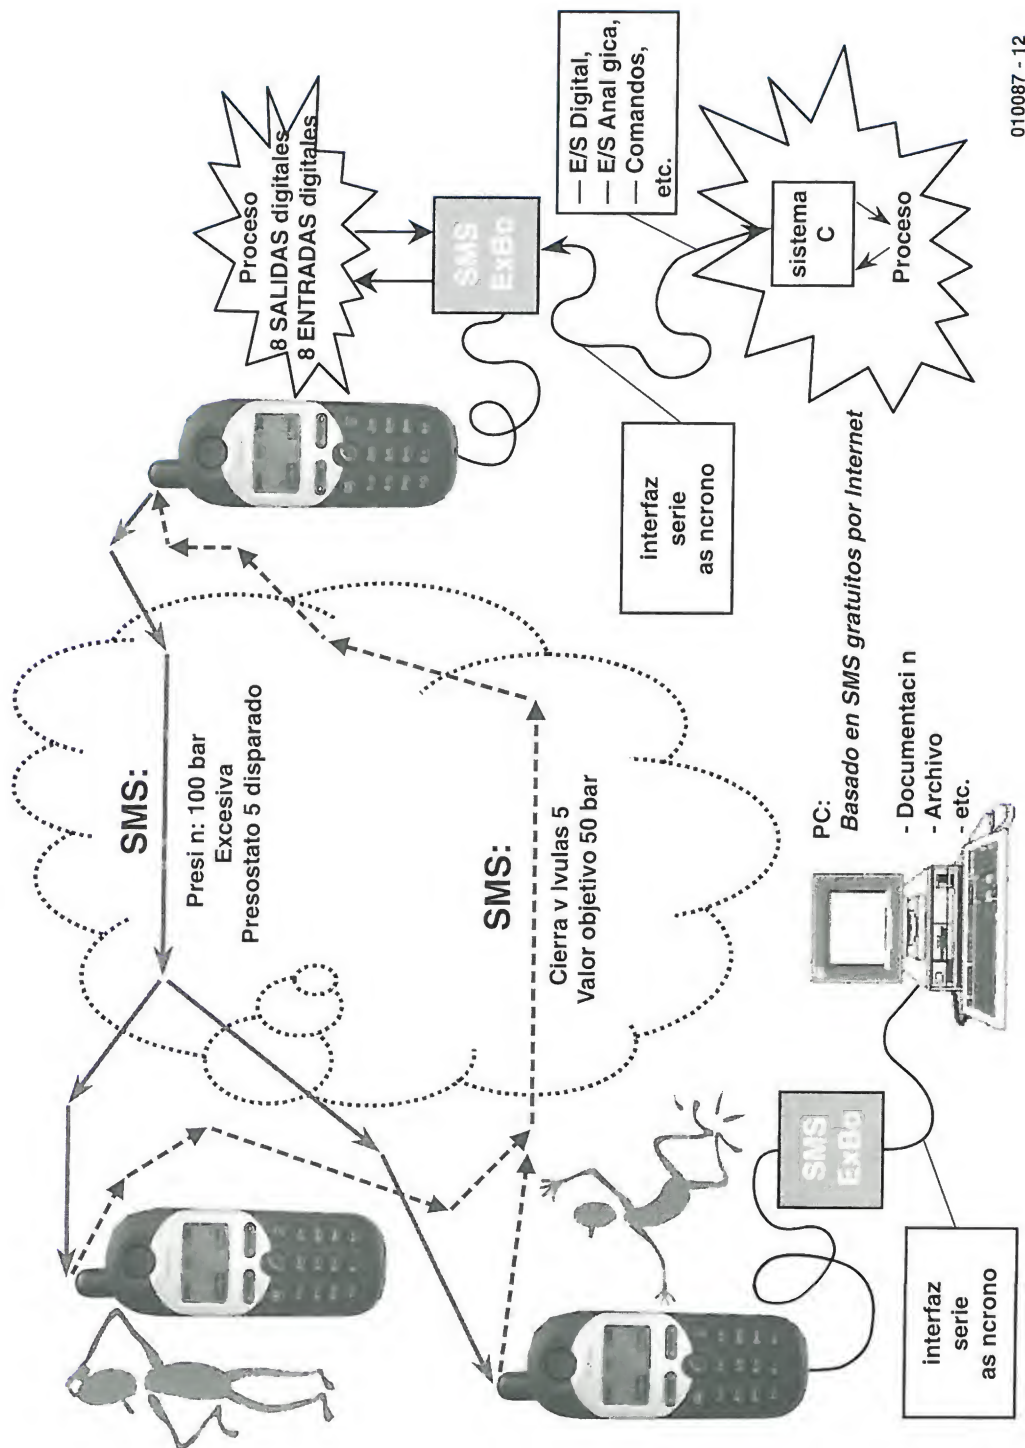 SMS:
Presi n: 100 bar
Excesiva
Presostato 5 disparado
SMS:
Cierra v lvulas 5
Valor objetivo 50 bar
Proceso
8 SALIDAS digitales
8 ENTRADAS digitales
SMS
ExBo
— E/S Digital,
— E/S Anal gica,
— Comandos,
etc.
interfaz
serie
as ncrono
sistema
C
Proceso
PC:
Basado en SMS gratuitos por Internet
- Documentaci n
- Archivo
- etc.
SMS
ExBo
interfaz
serie
as ncrono
010087 - 12